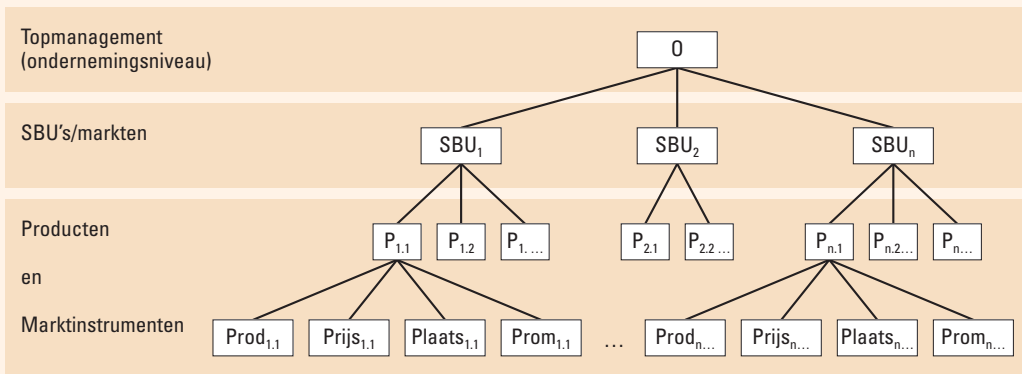 Topmanagement
(ondernemingsniveau)
O
SBU's/markten
SBU₁
SBU₂
SBUₙ
Producten
P₁.₁
P₁.₂
P₁. …
P₂.₁
P₂.₂ …
Pₙ.₁
Pₙ.₂…
Pₙ…
en
Marktinstrumenten
Prod₁.₁
Prijs₁.₁
Plaats₁.₁
Prom₁.₁
…
Prodₙ…
Prijsₙ…
Plaatsₙ…
Promₙ…